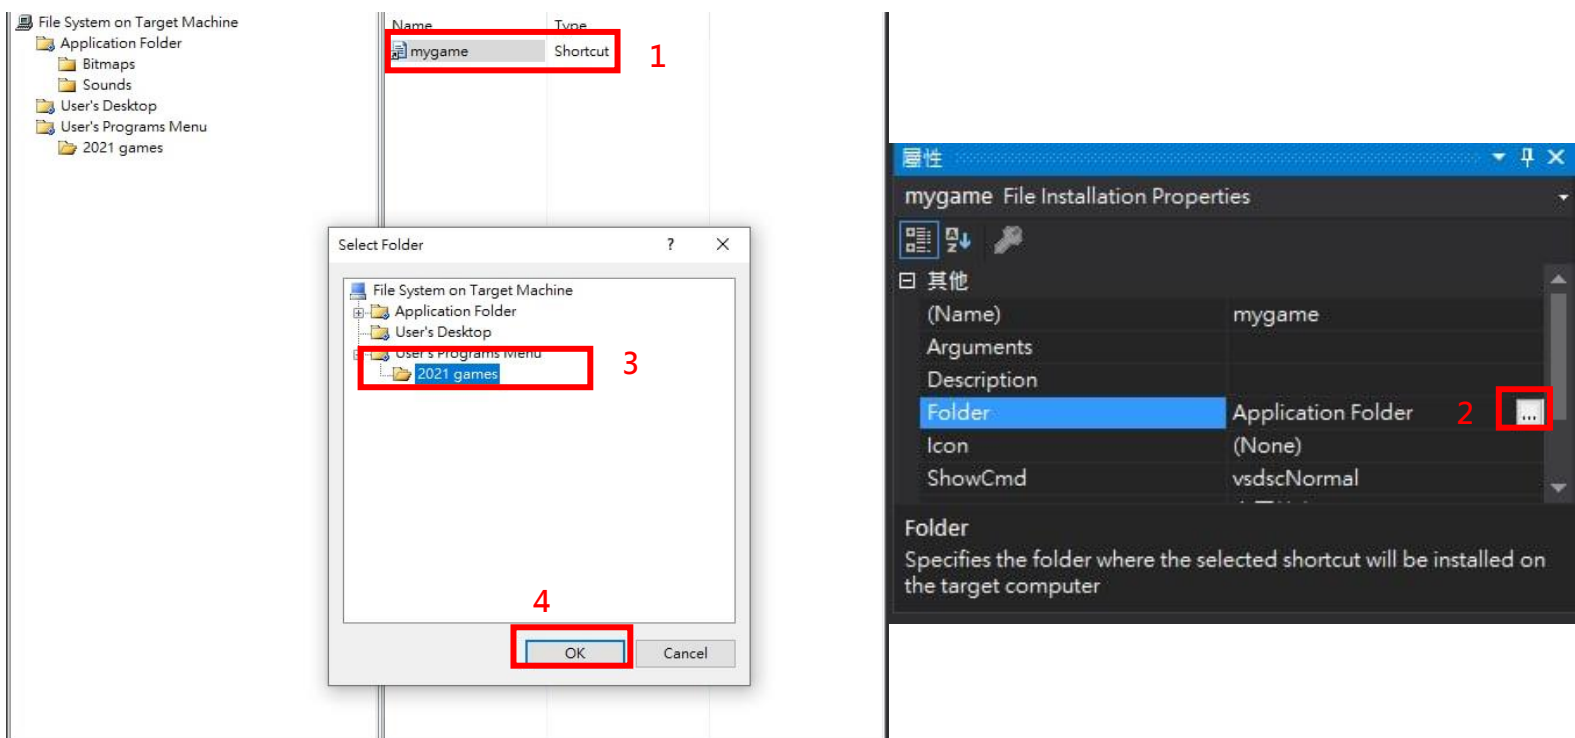 File System on Target Machine
Application Folder
Bitmaps
Sounds
User's Desktop
User's Programs Menu
2021 games
Name Type
mygame Shortcut
1
Select Folder ? ×
File System on Target Machine
Application Folder
User's Desktop
User's Programs Menu
2021 games
3
4
OK Cancel
屬性
mygame File Installation Properties
其他
(Name) mygame
Arguments
Description
Folder Application Folder 2 ...
Icon (None)
ShowCmd vsdscNormal
Folder
Specifies the folder where the selected shortcut will be installed on
the target computer